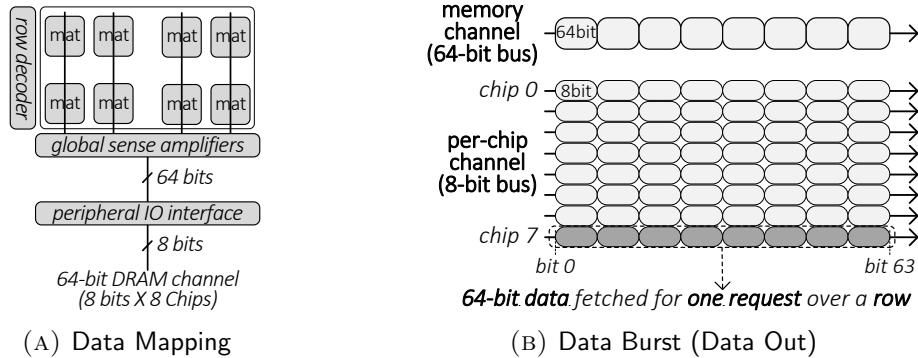 row decoder
mat mat mat mat
mat mat mat mat
global sense amplifiers
64 bits
peripheral IO interface
8 bits
64-bit DRAM channel
(8 bits X 8 Chips)
(A) Data Mapping
memory
channel
(64-bit bus)
64bit
chip 0
8bit
per-chip
channel
(8-bit bus)
chip 7
bit 0
bit 63
64-bit data fetched for one request over a row
(B) Data Burst (Data Out)